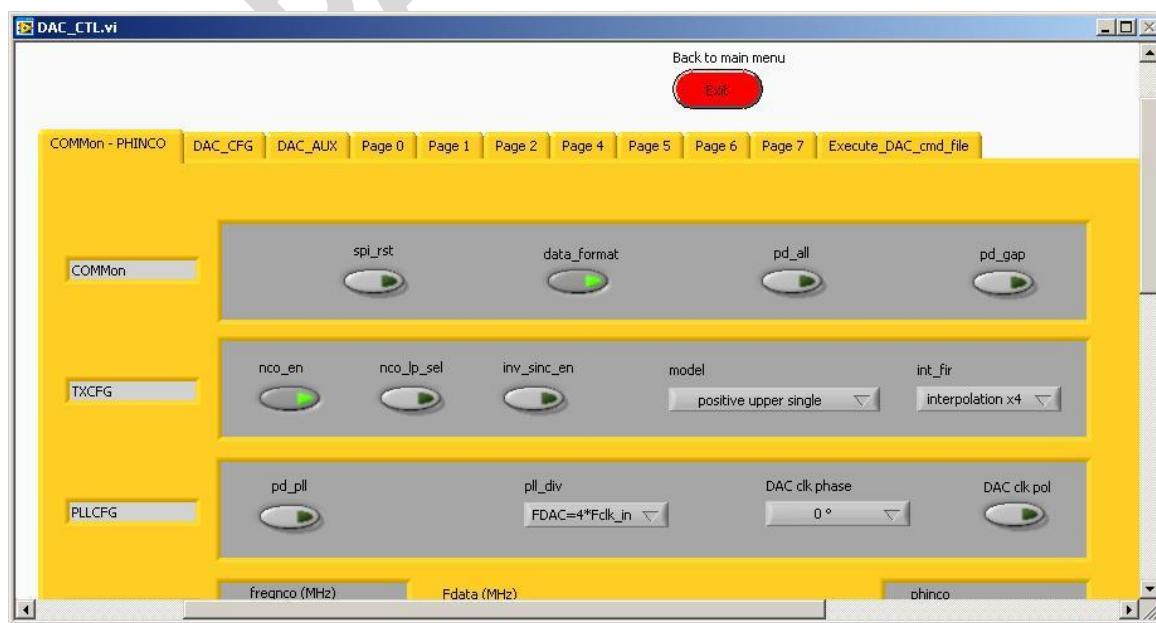 DAC_CTL.vi
Back to main menu
Exit
COMMon - PHINCO DAC_CFG DAC_AUX Page 0 Page 1 Page 2 Page 4 Page 5 Page 6 Page 7 Execute_DAC_cmd_file
COMMon
spi_rst data_format pd_all pd_gap
TXCFG
nco_en nco_lp_sel inv_sinc_en model int_fir
positive upper single interpolation x4
PLLCFG
pd_pll pll_div DAC clk phase DAC clk pol
FDAC=4*Fclk_in 0 °
freqnco (MHz) Fdata (MHz) phinco